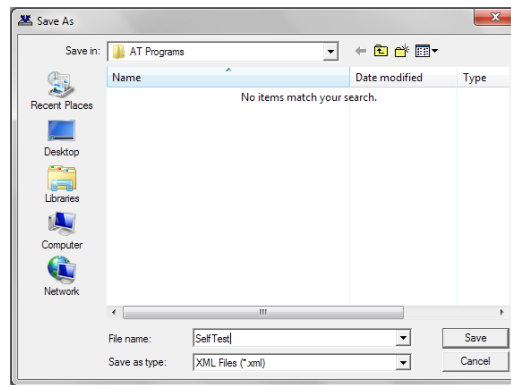 Save As
Save in: AT Programs
Name Date modified Type
No items match your search.
Recent Places
Desktop
Libraries
Computer
Network
File name: SelfTest Save
Save as type: XML Files (*.xml) Cancel